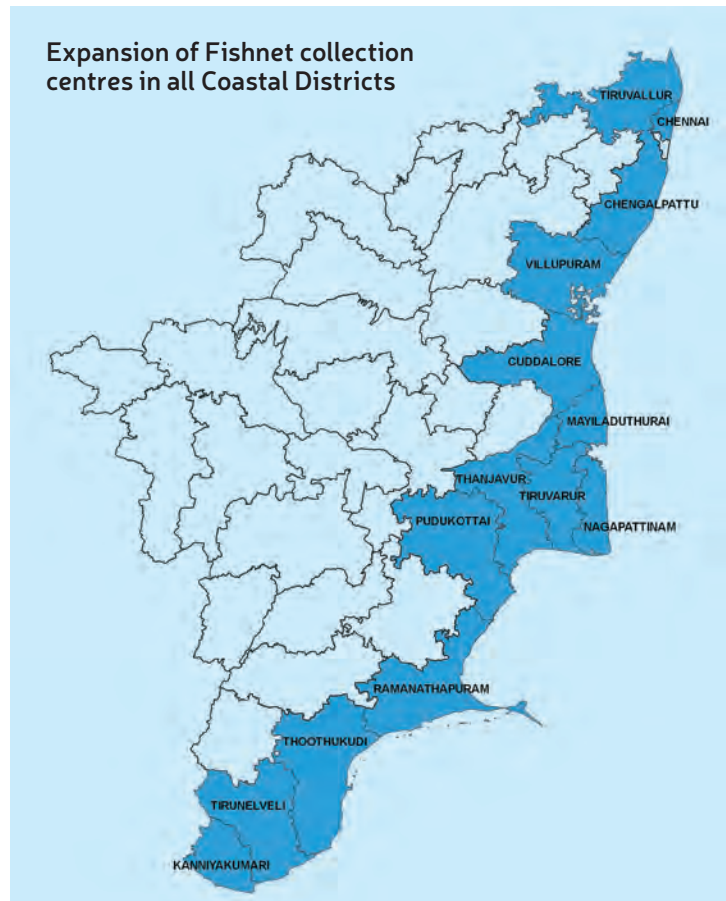 Expansion of Fishnet collection
centres in all Coastal Districts
TIRUVALLUR
CHENNAI
CHENGALPATTU
VILLUPURAM
CUDDALORE
MAYILADUTHURAI
THANJAVUR
TIRUVARUR
PUDUKOTTAI
NAGAPATTINAM
RAMANATHAPURAM
THOOTHUKUDI
TIRUNELVELI
KANNIYAKUMARI